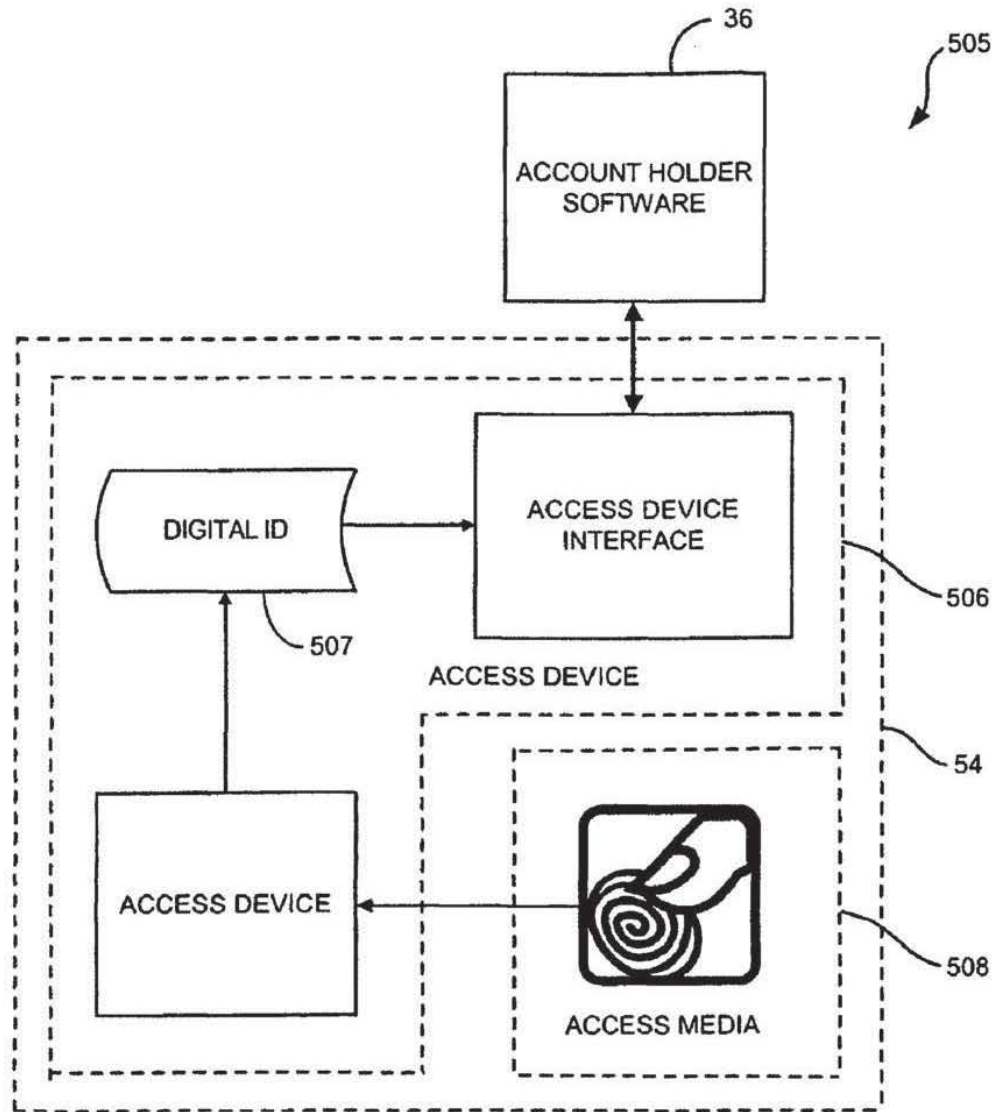 36
505
ACCOUNT HOLDER
SOFTWARE
DIGITAL ID
ACCESS DEVICE
INTERFACE
506
507
ACCESS DEVICE
54
ACCESS DEVICE
508
ACCESS MEDIA